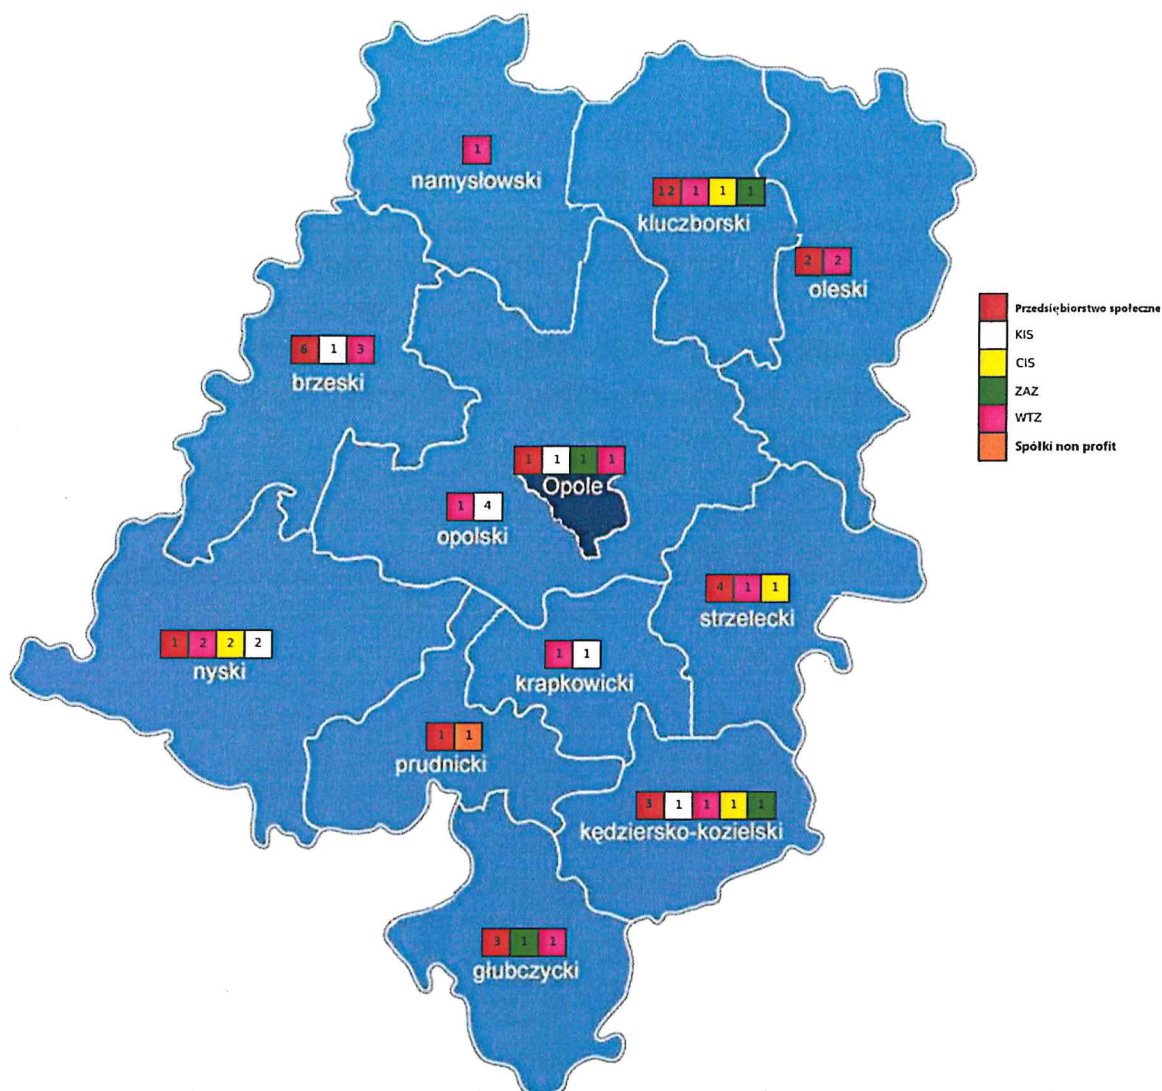 1
namysłowski
12 1 1 1
kluczborski
2 2
oleski
Przedsiębiorstwo społeczne
KIS
CIS
ZAZ
WTZ
Spółki non profit
6 1 3
brzeski
1 1 1 1
Opole
1 4
opolski
4 1 1
strzelecki
1 2 2 2
nyski
1 1
krapkowicki
1 1
prudnicki
3 1 1 1 1
kędziersko-kozielski
3 1 1
głubczycki